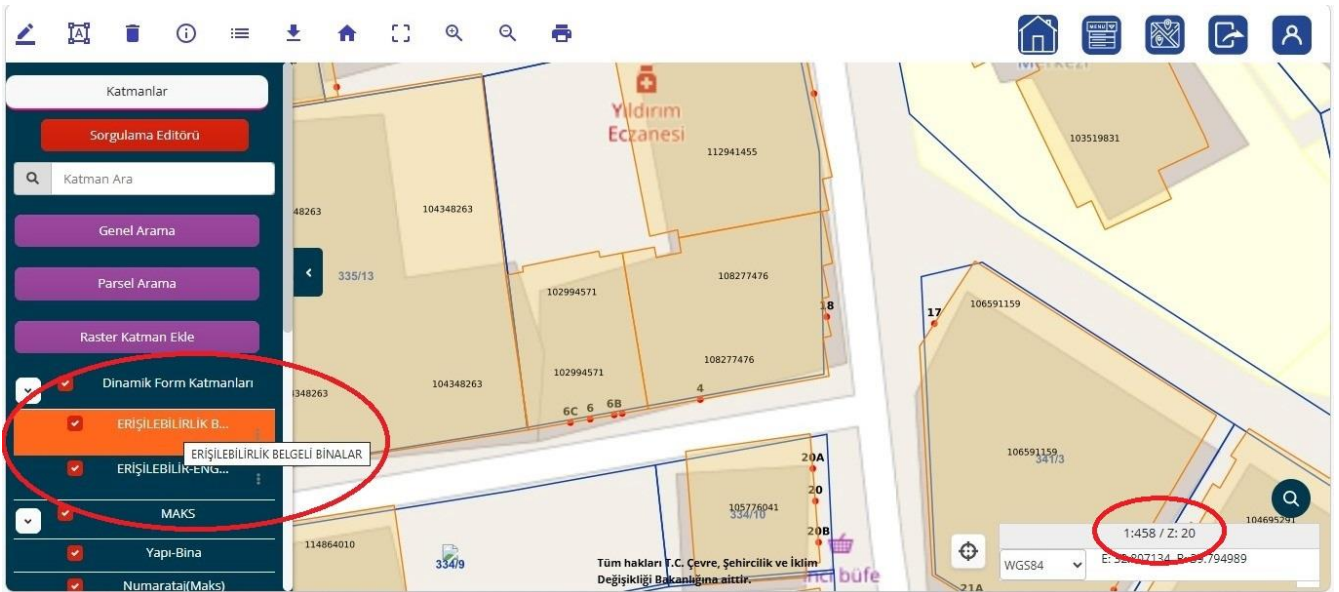 Katmanlar
Sorgulama Editörü
Katman Ara
Genel Arama
Parsel Arama
Raster Katman Ekle
Dinamik Form Katmanları
ERİŞİLEBİLİRLİK B...
ERİŞİLEBİLİRLİK BELGELİ BİNALAR
ERİŞİLEBİLİR-ENG...
MAKS
Yapı-Bina
Numarataj(Maks)
MENU
Merkezi
Yıldırım
Eczanesi
112941455
103519831
48263
104348263
335/13
102994571
108277476
18
17
106591159
108277476
102994571
104348263
348263
4
6C 6 6B
20A
106591159
341/3
20
105776041
334/10
20B
114864010
334/9
104695291
1:458 / Z: 20
WGS84
Tüm hakları T.C. Çevre, Şehircilik ve İklim
Değişikliği Bakanlığına aittir.
İnci büfe
21A